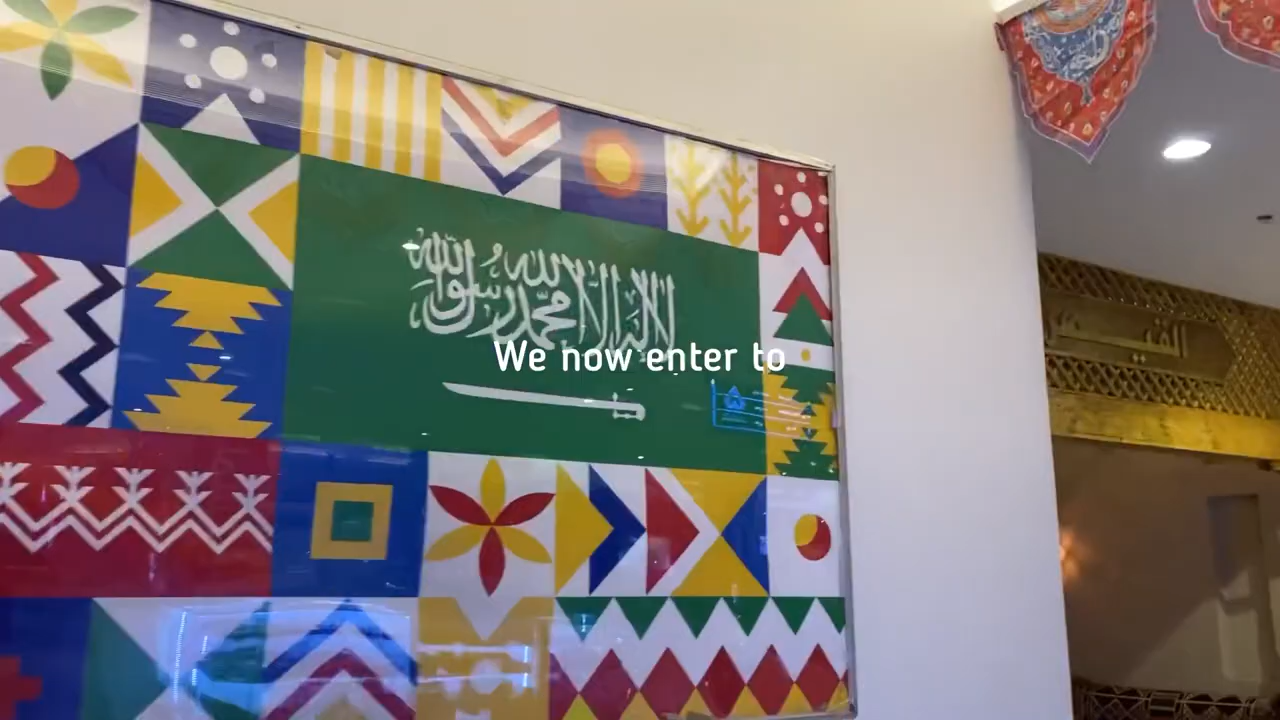 لا إله إلا الله محمد رسول الله
We now enter to